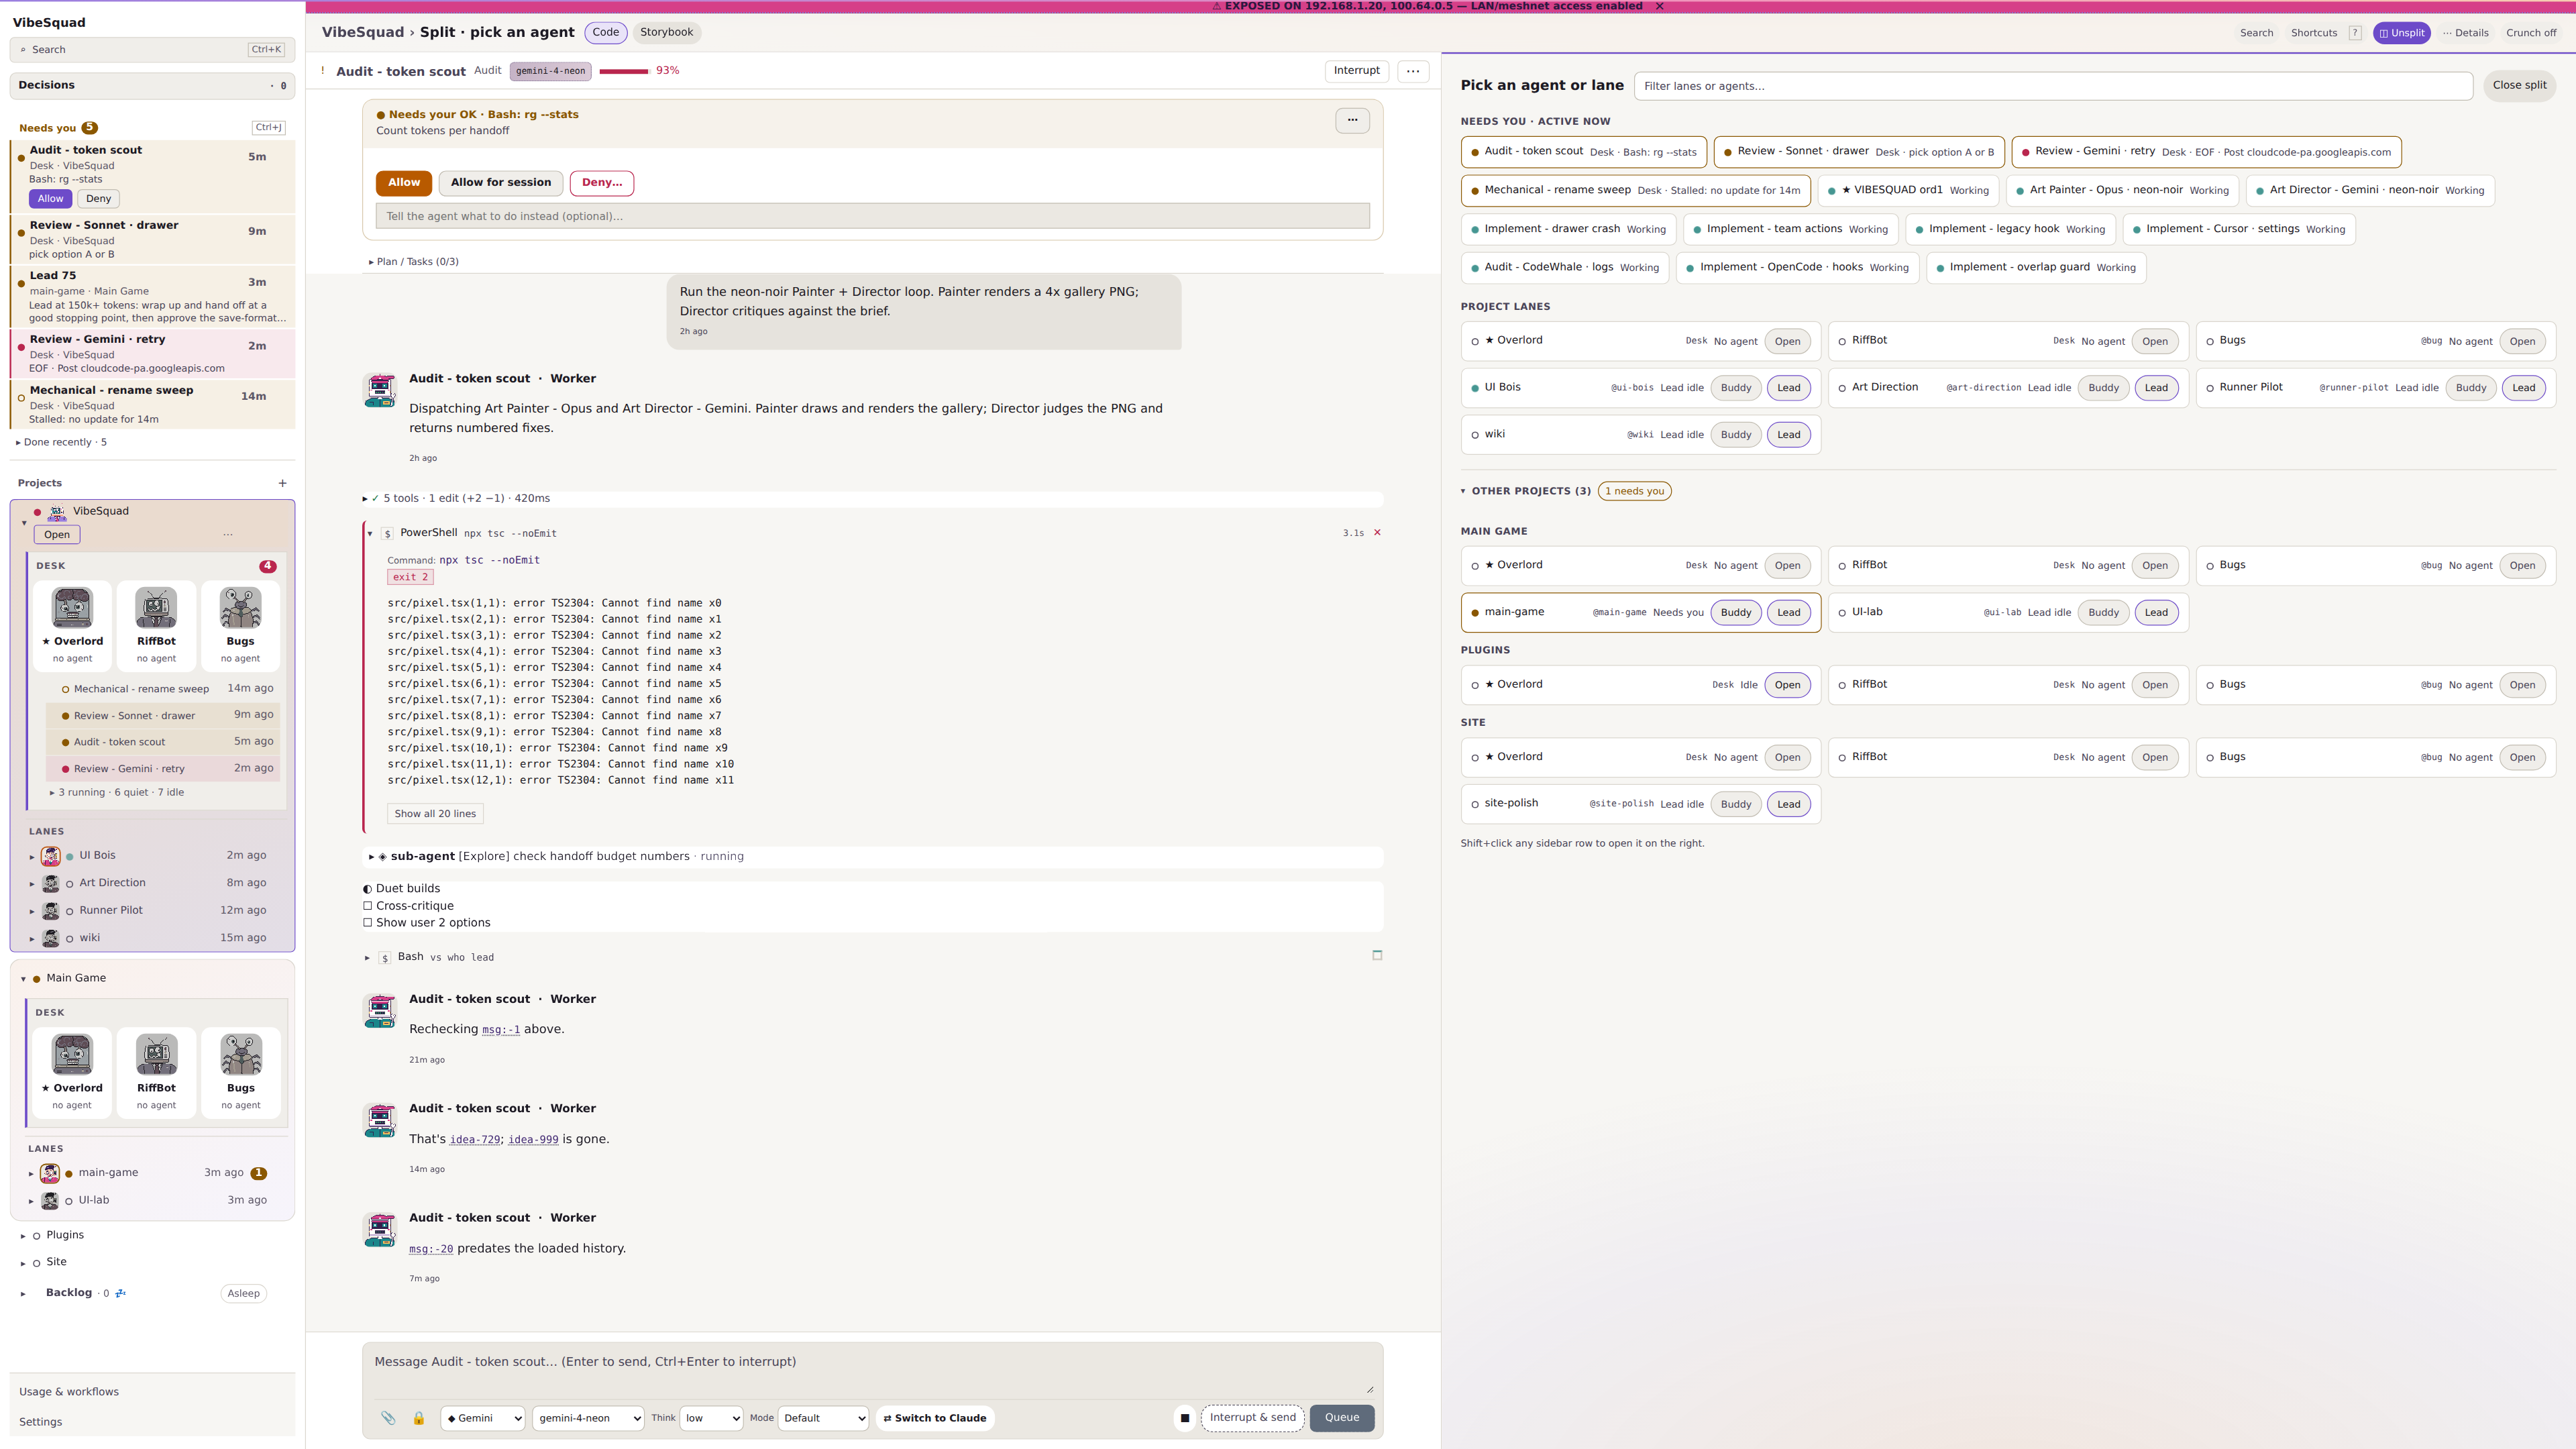 ⚠ EXPOSED ON 192.168.1.20, 100.64.0.5 — LAN/meshnet access enabled ✕
VibeSquad
Search Ctrl+K
Decisions · 0
Needs you 5 Ctrl+J
Audit - token scout 5m
Desk · VibeSquad
Bash: rg --stats
Allow Deny
Review - Sonnet · drawer 9m
Desk · VibeSquad
pick option A or B
Lead 75 3m
main-game · Main Game
Lead at 150k+ tokens: wrap up and hand off at a
good stopping point, then approve the save-format…
Review - Gemini · retry 2m
Desk · VibeSquad
EOF · Post cloudcode-pa.googleapis.com
Mechanical - rename sweep 14m
Desk · VibeSquad
Stalled: no update for 14m
▸ Done recently · 5
Projects +
VibeSquad
Open ···
DESK 4
★ Overlord RiffBot Bugs
no agent no agent no agent
Mechanical - rename sweep 14m ago
Review - Sonnet · drawer 9m ago
Audit - token scout 5m ago
Review - Gemini · retry 2m ago
▸ 3 running · 6 quiet · 7 idle
LANES
UI Bois 2m ago
Art Direction 8m ago
Runner Pilot 12m ago
wiki 15m ago
Main Game
DESK
★ Overlord RiffBot Bugs
no agent no agent no agent
LANES
main-game 3m ago 1
UI-lab 3m ago
Plugins
Site
Backlog · 0 💤 Asleep
Usage & workflows
Settings
VibeSquad › Split · pick an agent Code Storybook
Search Shortcuts ? Unsplit ··· Details Crunch off
! Audit - token scout Audit gemini-4-neon 93% Interrupt ···
Needs your OK · Bash: rg --stats
Count tokens per handoff
···
Allow Allow for session Deny…
Tell the agent what to do instead (optional)…
▸ Plan / Tasks (0/3)
Run the neon-noir Painter + Director loop. Painter renders a 4x gallery PNG;
Director critiques against the brief.
2h ago
Audit - token scout · Worker
Dispatching Art Painter - Opus and Art Director - Gemini. Painter draws and renders the gallery; Director judges the PNG and
returns numbered fixes.
2h ago
▸ ✓ 5 tools · 1 edit (+2 −1) · 420ms
▾ $ PowerShell npx tsc --noEmit 3.1s ✕
Command: npx tsc --noEmit
exit 2
src/pixel.tsx(1,1): error TS2304: Cannot find name x0
src/pixel.tsx(2,1): error TS2304: Cannot find name x1
src/pixel.tsx(3,1): error TS2304: Cannot find name x2
src/pixel.tsx(4,1): error TS2304: Cannot find name x3
src/pixel.tsx(5,1): error TS2304: Cannot find name x4
src/pixel.tsx(6,1): error TS2304: Cannot find name x5
src/pixel.tsx(7,1): error TS2304: Cannot find name x6
src/pixel.tsx(8,1): error TS2304: Cannot find name x7
src/pixel.tsx(9,1): error TS2304: Cannot find name x8
src/pixel.tsx(10,1): error TS2304: Cannot find name x9
src/pixel.tsx(11,1): error TS2304: Cannot find name x10
src/pixel.tsx(12,1): error TS2304: Cannot find name x11
Show all 20 lines
▸ ◈ sub-agent [Explore] check handoff budget numbers · running
◐ Duet builds
☐ Cross-critique
☐ Show user 2 options
▸ $ Bash vs who lead
Audit - token scout · Worker
Rechecking msg:-1 above.
21m ago
Audit - token scout · Worker
That's idea-729; idea-999 is gone.
14m ago
Audit - token scout · Worker
msg:-20 predates the loaded history.
7m ago
Message Audit - token scout… (Enter to send, Ctrl+Enter to interrupt)
📎 🔒 ◆ Gemini gemini-4-neon Think low Mode Default ⇄ Switch to Claude ■ Interrupt & send Queue
Pick an agent or lane Filter lanes or agents… Close split
NEEDS YOU · ACTIVE NOW
Audit - token scout Desk · Bash: rg --stats Review - Sonnet · drawer Desk · pick option A or B Review - Gemini · retry Desk · EOF · Post cloudcode-pa.googleapis.com
Mechanical - rename sweep Desk · Stalled: no update for 14m ★ VIBESQUAD ord1 Working Art Painter - Opus · neon-noir Working Art Director - Gemini · neon-noir Working
Implement - drawer crash Working Implement - team actions Working Implement - legacy hook Working Implement - Cursor · settings Working
Audit - CodeWhale · logs Working Implement - OpenCode · hooks Working Implement - overlap guard Working
PROJECT LANES
★ Overlord Desk No agent Open RiffBot Desk No agent Open Bugs @bug No agent Open
UI Bois @ui-bois Lead idle Buddy Lead Art Direction @art-direction Lead idle Buddy Lead Runner Pilot @runner-pilot Lead idle Buddy Lead
wiki @wiki Lead idle Buddy Lead
▾ OTHER PROJECTS (3) 1 needs you
MAIN GAME
★ Overlord Desk No agent Open RiffBot Desk No agent Open Bugs @bug No agent Open
main-game @main-game Needs you Buddy Lead UI-lab @ui-lab Lead idle Buddy Lead
PLUGINS
★ Overlord Desk Idle Open RiffBot Desk No agent Open Bugs @bug No agent Open
SITE
★ Overlord Desk No agent Open RiffBot Desk No agent Open Bugs @bug No agent Open
site-polish @site-polish Lead idle Buddy Lead
Shift+click any sidebar row to open it on the right.